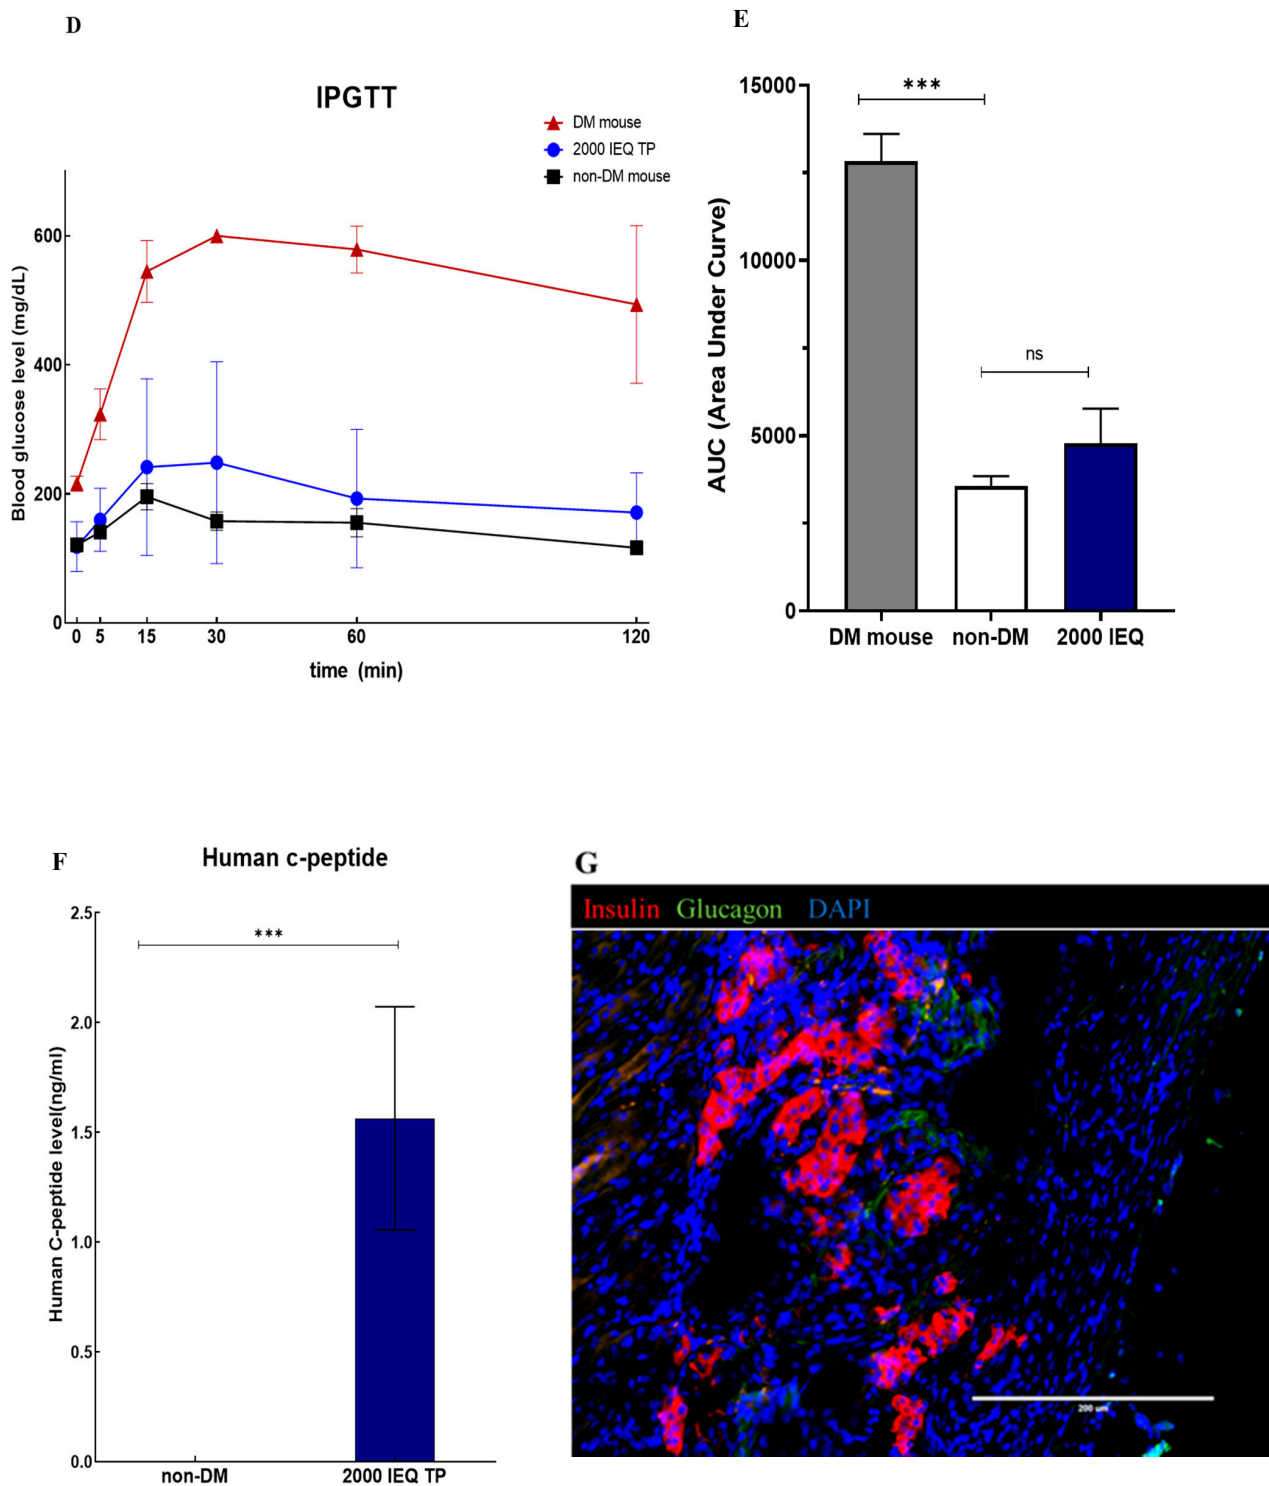 D
IPGTT
DM mouse
2000 IEQ TP
non-DM mouse
Blood glucose level (mg/dL)
600
400
200
0
0 5 15 30 60 120
time (min)
E
***
ns
AUC (Area Under Curve)
15000
10000
5000
0
DM mouse non-DM 2000 IEQ
F
Human c-peptide
***
Human C-peptide level(ng/ml)
2.5
2.0
1.5
1.0
0.5
0.0
non-DM 2000 IEQ TP
G
Insulin Glucagon DAPI
200 um